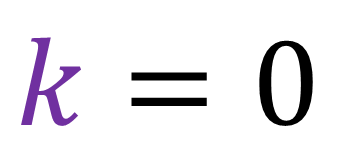 k = 0